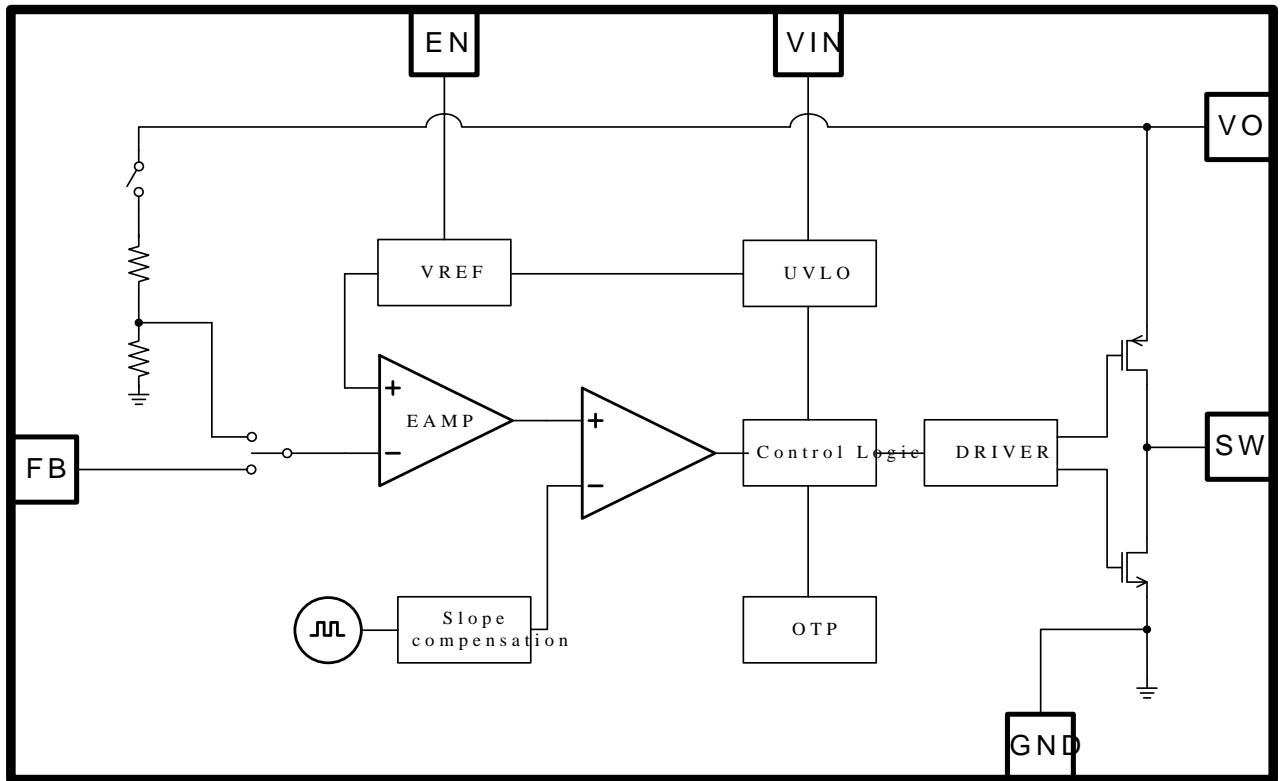 EN
VIN
VO
VREF
UVLO
+
EAMP
−
+
−
FB
Control Logic
DRIVER
SW
Slope
compensation
OTP
GND